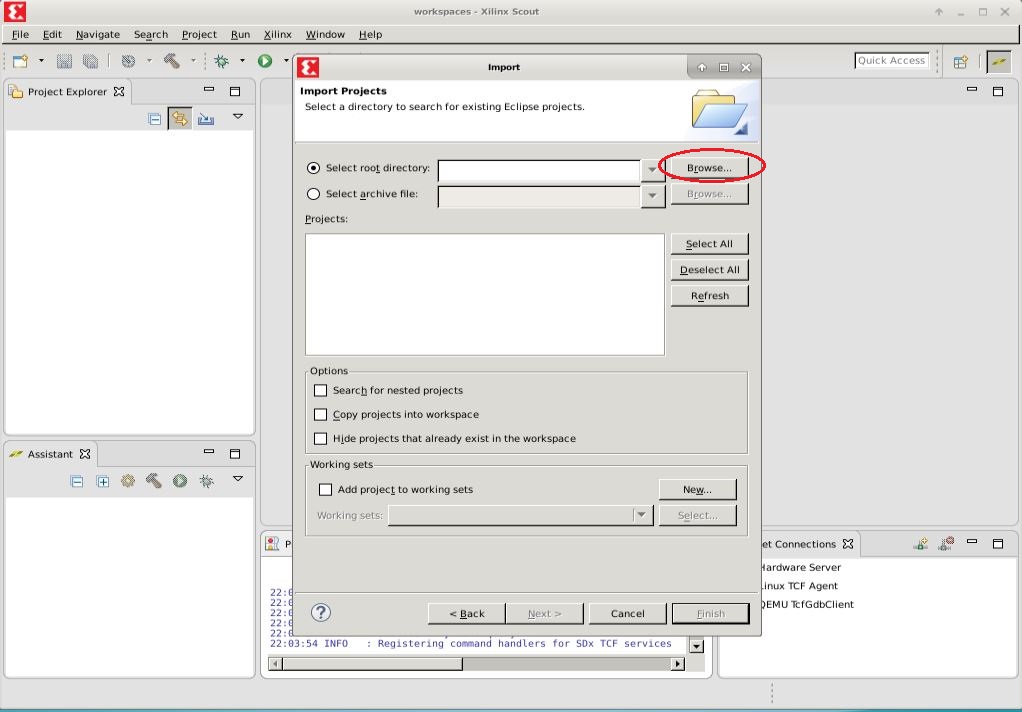 workspaces - Xilinx Scout
File Edit Navigate Search Project Run Xilinx Window Help
Quick Access
Project Explorer
Import
Import Projects
Select a directory to search for existing Eclipse projects.
Select root directory:
Browse...
Select archive file:
Browse...
Projects:
Select All
Deselect All
Refresh
Options
Search for nested projects
Copy projects into workspace
Hide projects that already exist in the workspace
Working sets
Add project to working sets
New...
Working sets:
Select...
? < Back Next > Cancel Finish
Assistant
P
22:0
22:0
22:0
22:0
22:03:54 INFO : Registering command handlers for SDx TCF services
et Connections
Hardware Server
Linux TCF Agent
QEMU TcfGdbClient